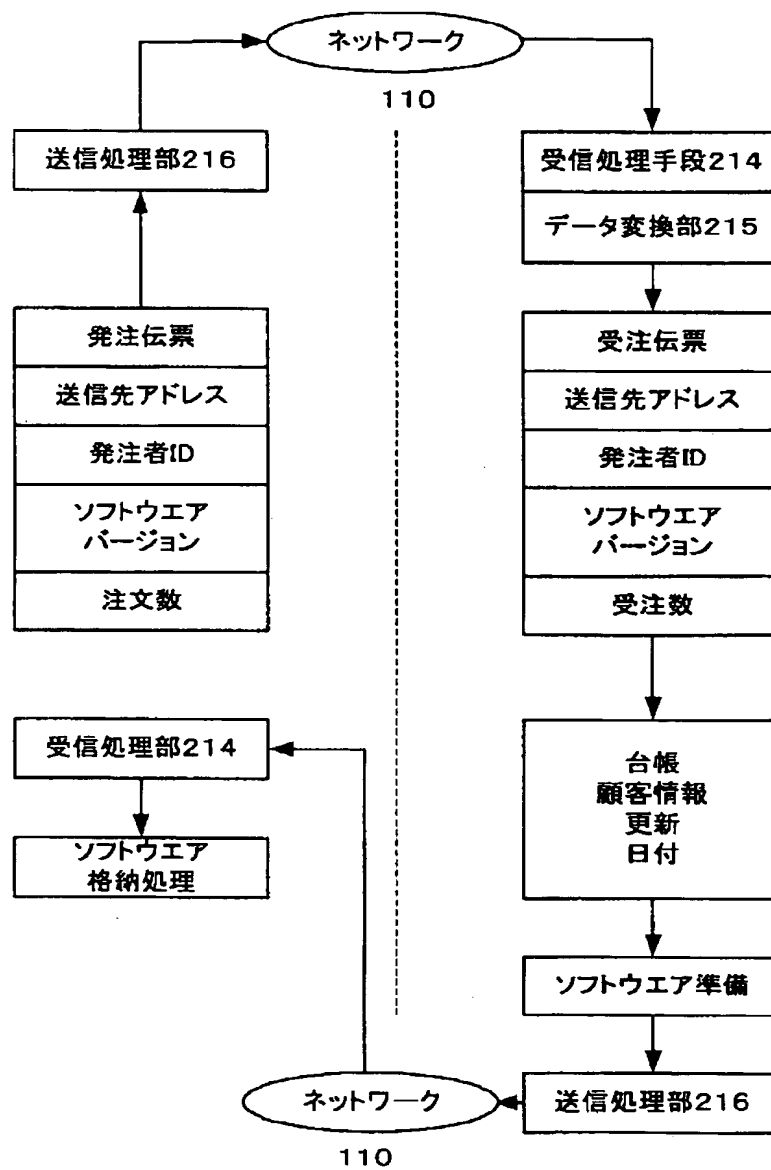 ネットワーク
110
送信処理部216
発注伝票
送信先アドレス
発注者ID
ソフトウエア
バージョン
注文数
受信処理手段214
データ変換部215
受注伝票
送信先アドレス
発注者ID
ソフトウエア
バージョン
受注数
台帳
顧客情報
更新
日付
ソフトウエア準備
送信処理部216
ネットワーク
110
受信処理部214
ソフトウエア
格納処理